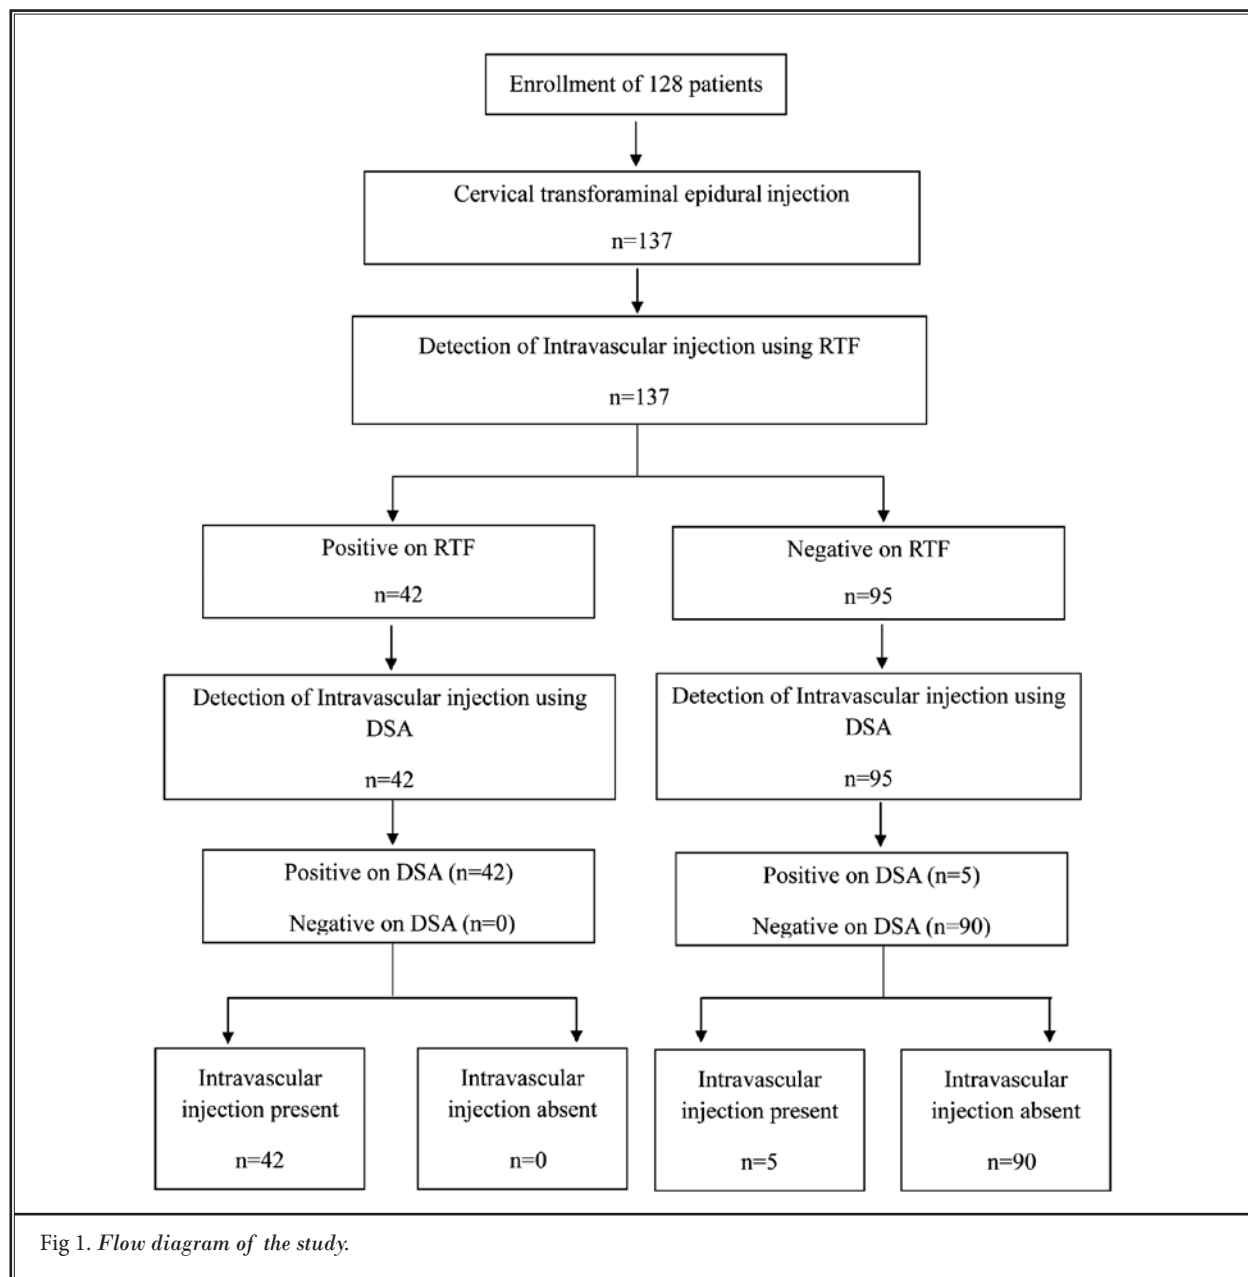 Enrollment of 128 patients
Cervical transforaminal epidural injection
n=137
Detection of Intravascular injection using RTF
n=137
Positive on RTF
n=42
Negative on RTF
n=95
Detection of Intravascular injection using
DSA
n=42
Detection of Intravascular injection using
DSA
n=95
Positive on DSA (n=42)
Negative on DSA (n=0)
Positive on DSA (n=5)
Negative on DSA (n=90)
Intravascular
injection present
n=42
Intravascular
injection absent
n=0
Intravascular
injection present
n=5
Intravascular
injection absent
n=90
Fig 1. Flow diagram of the study.